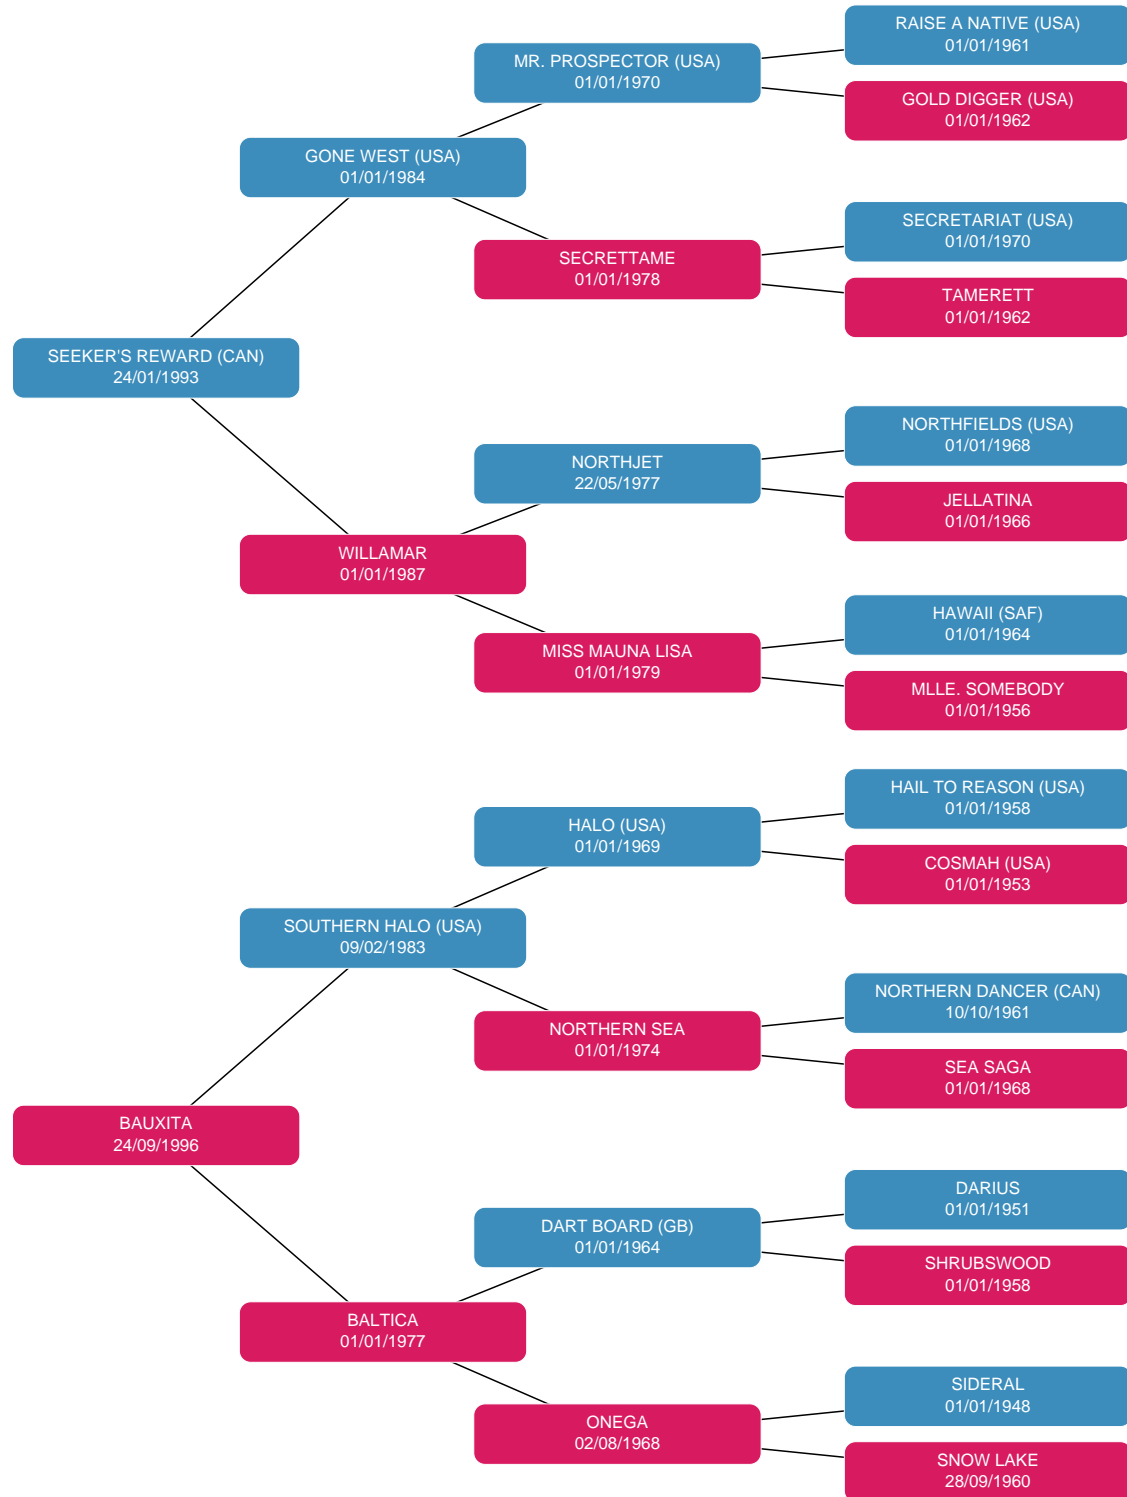 RAISE A NATIVE (USA)
01/01/1961
MR. PROSPECTOR (USA)
01/01/1970
GOLD DIGGER (USA)
01/01/1962
GONE WEST (USA)
01/01/1984
SECRETARIAT (USA)
01/01/1970
SECRETTAME
01/01/1978
TAMERETT
01/01/1962
SEEKER'S REWARD (CAN)
24/01/1993
NORTHFIELDS (USA)
01/01/1968
NORTHJET
22/05/1977
JELLATINA
01/01/1966
WILLAMAR
01/01/1987
HAWAII (SAF)
01/01/1964
MISS MAUNA LISA
01/01/1979
MLLE. SOMEBODY
01/01/1956
HAIL TO REASON (USA)
01/01/1958
HALO (USA)
01/01/1969
COSMAH (USA)
01/01/1953
SOUTHERN HALO (USA)
09/02/1983
NORTHERN DANCER (CAN)
10/10/1961
NORTHERN SEA
01/01/1974
SEA SAGA
01/01/1968
BAUXITA
24/09/1996
DARIUS
01/01/1951
DART BOARD (GB)
01/01/1964
SHRUBSWOOD
01/01/1958
BALTICA
01/01/1977
SIDERAL
01/01/1948
ONEGA
02/08/1968
SNOW LAKE
28/09/1960